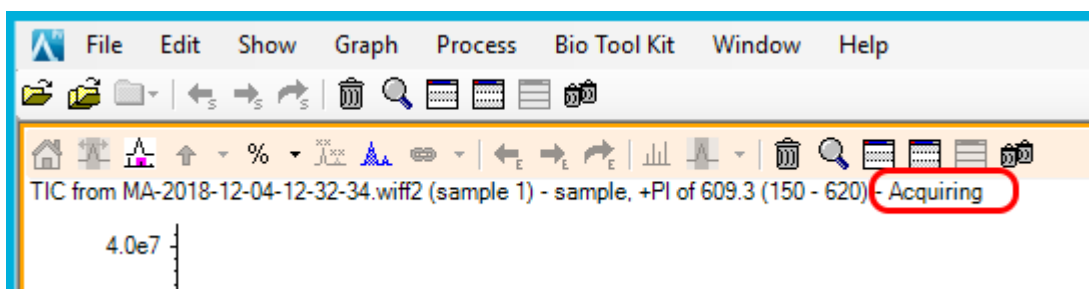 File Edit Show Graph Process Bio Tool Kit Window Help
S S S
% E E E
TIC from MA-2018-12-04-12-32-34.wiff2 (sample 1) - sample, +PI of 609.3 (150 - 620) - Acquiring
4.0e7